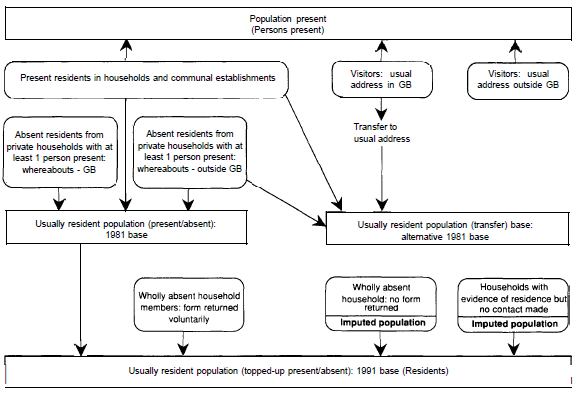 Population present
(Persons present)
Present residents in households and communal establishments
Visitors: usual
address in GB
Visitors: usual
address outside GB
Transfer to
usual address
Absent residents from
private households with at
least 1 person present:
whereabouts - GB
Absent residents from
private households with at
least 1 person present:
whereabouts - outside GB
Usually resident population (present/absent):
1981 base
Usually resident population (transfer) base:
alternative 1981 base
Wholly absent household
members: form returned
voluntarily
Wholly absent
household: no form
returned
Imputed population
Households with
evidence of residence but
no contact made
Imputed population
Usually resident population (topped-up present/absent): 1991 base (Residents)